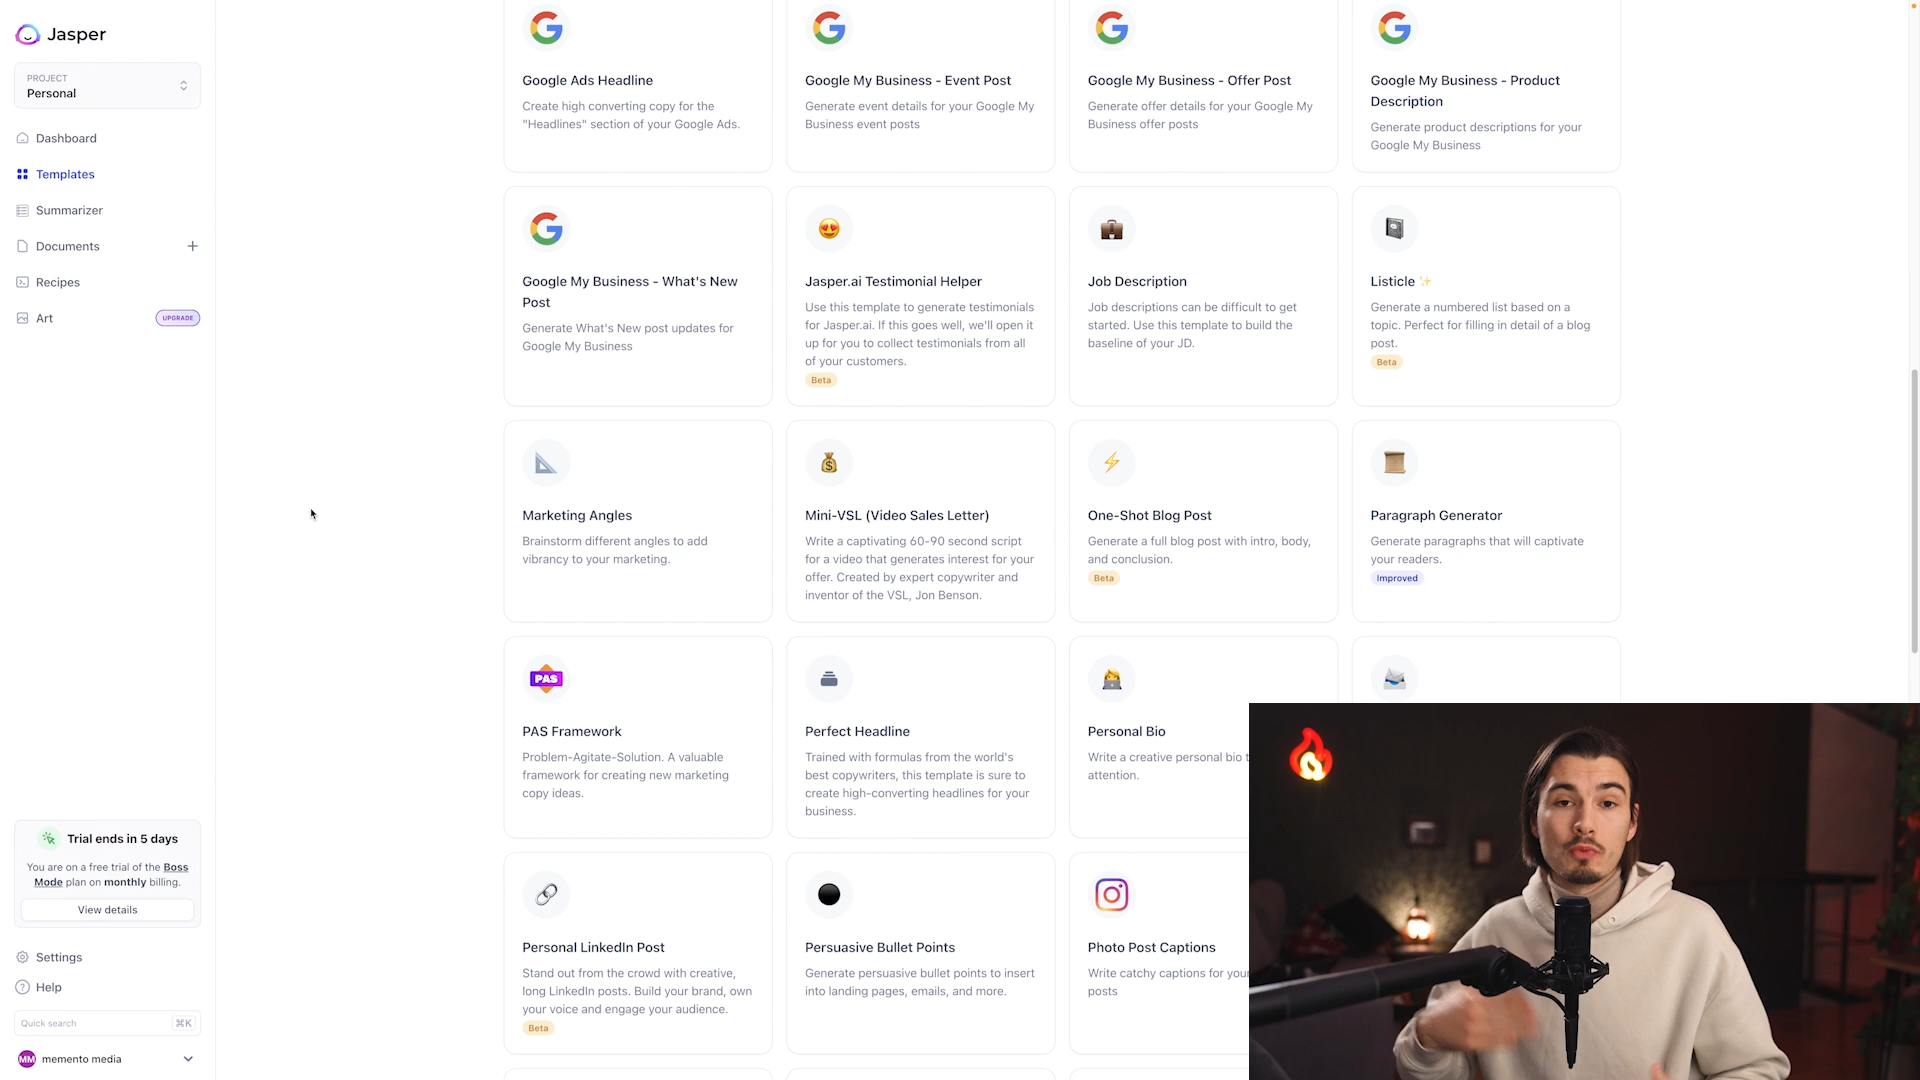 Jasper
PROJECT
Personal
Dashboard
Templates
Summarizer
Documents
Recipes
Art
UPGRADE
Trial ends in 5 days
You are on a free trial of the Boss
Mode plan on monthly billing.
View details
Settings
Help
Quick search
⌘K
MM
memento media
Google Ads Headline
Create high converting copy for the
"Headlines" section of your Google Ads.
Google My Business - Event Post
Generate event details for your Google My
Business event posts
Google My Business - Offer Post
Generate offer details for your Google My
Business offer posts
Google My Business - Product
Description
Generate product descriptions for your
Google My Business
Google My Business - What's New
Post
Generate What's New post updates for
Google My Business
Jasper.ai Testimonial Helper
Use this template to generate testimonials
for Jasper.ai. If this goes well, we'll open it
up for you to collect testimonials from all
of your customers.
Beta
Job Description
Job descriptions can be difficult to get
started. Use this template to build the
baseline of your JD.
Listicle ✨
Generate a numbered list based on a
topic. Perfect for filling in detail of a blog
post.
Beta
Marketing Angles
Brainstorm different angles to add
vibrancy to your marketing.
Mini-VSL (Video Sales Letter)
Write a captivating 60-90 second script
for a video that generates interest for your
offer. Created by expert copywriter and
inventor of the VSL, Jon Benson.
One-Shot Blog Post
Generate a full blog post with intro, body,
and conclusion.
Beta
Paragraph Generator
Generate paragraphs that will captivate
your readers.
Improved
PAS
PAS Framework
Problem-Agitate-Solution. A valuable
framework for creating new marketing
copy ideas.
Perfect Headline
Trained with formulas from the world's
best copywriters, this template is sure to
create high-converting headlines for your
business.
Personal Bio
Write a creative personal bio
attention.
Personal LinkedIn Post
Stand out from the crowd with creative,
long LinkedIn posts. Build your brand, own
your voice and engage your audience.
Beta
Persuasive Bullet Points
Generate persuasive bullet points to insert
into landing pages, emails, and more.
Photo Post Captions
Write catchy captions for your
posts